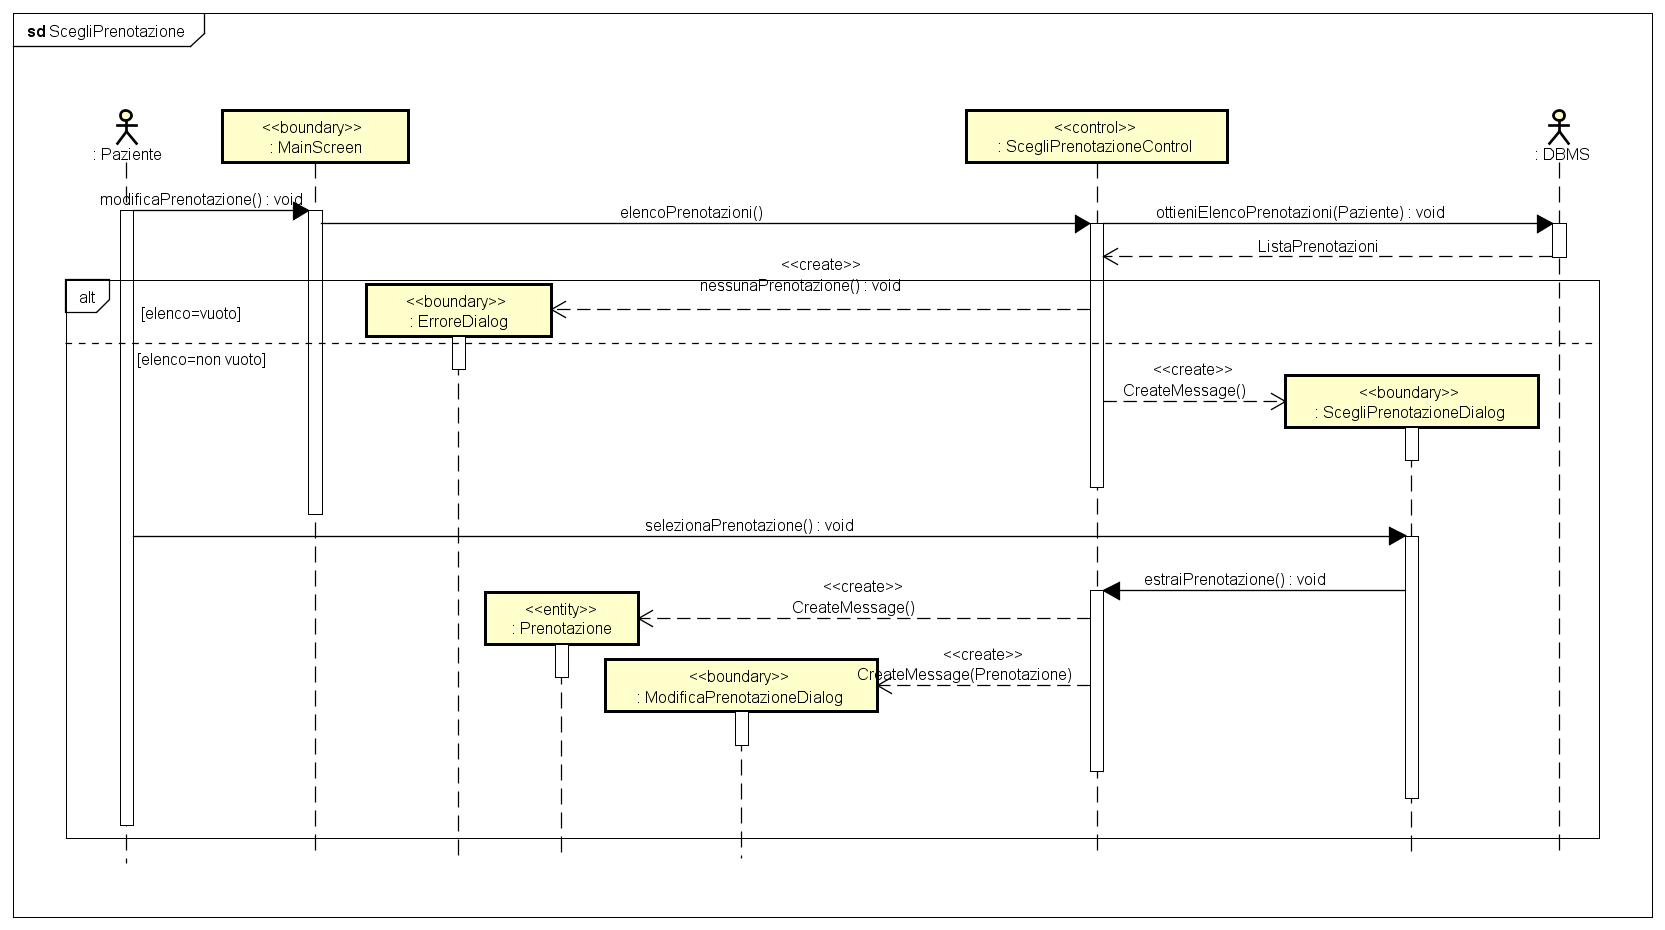 sd ScegliPrenotazione
: Paziente
<<boundary>>
: MainScreen
<<control>>
: ScegliPrenotazioneControl
: DBMS
modificaPrenotazione() : void
elencoPrenotazioni()
ottieniElencoPrenotazioni(Paziente) : void
ListaPrenotazioni
alt
[elenco=vuoto]
<<create>>
nessunaPrenotazione() : void
<<boundary>>
: ErroreDialog
[elenco=non vuoto]
<<create>>
CreateMessage()
<<boundary>>
: ScegliPrenotazioneDialog
selezionaPrenotazione() : void
estraiPrenotazione() : void
<<create>>
CreateMessage()
<<entity>>
: Prenotazione
<<create>>
CreateMessage(Prenotazione)
<<boundary>>
: ModificaPrenotazioneDialog